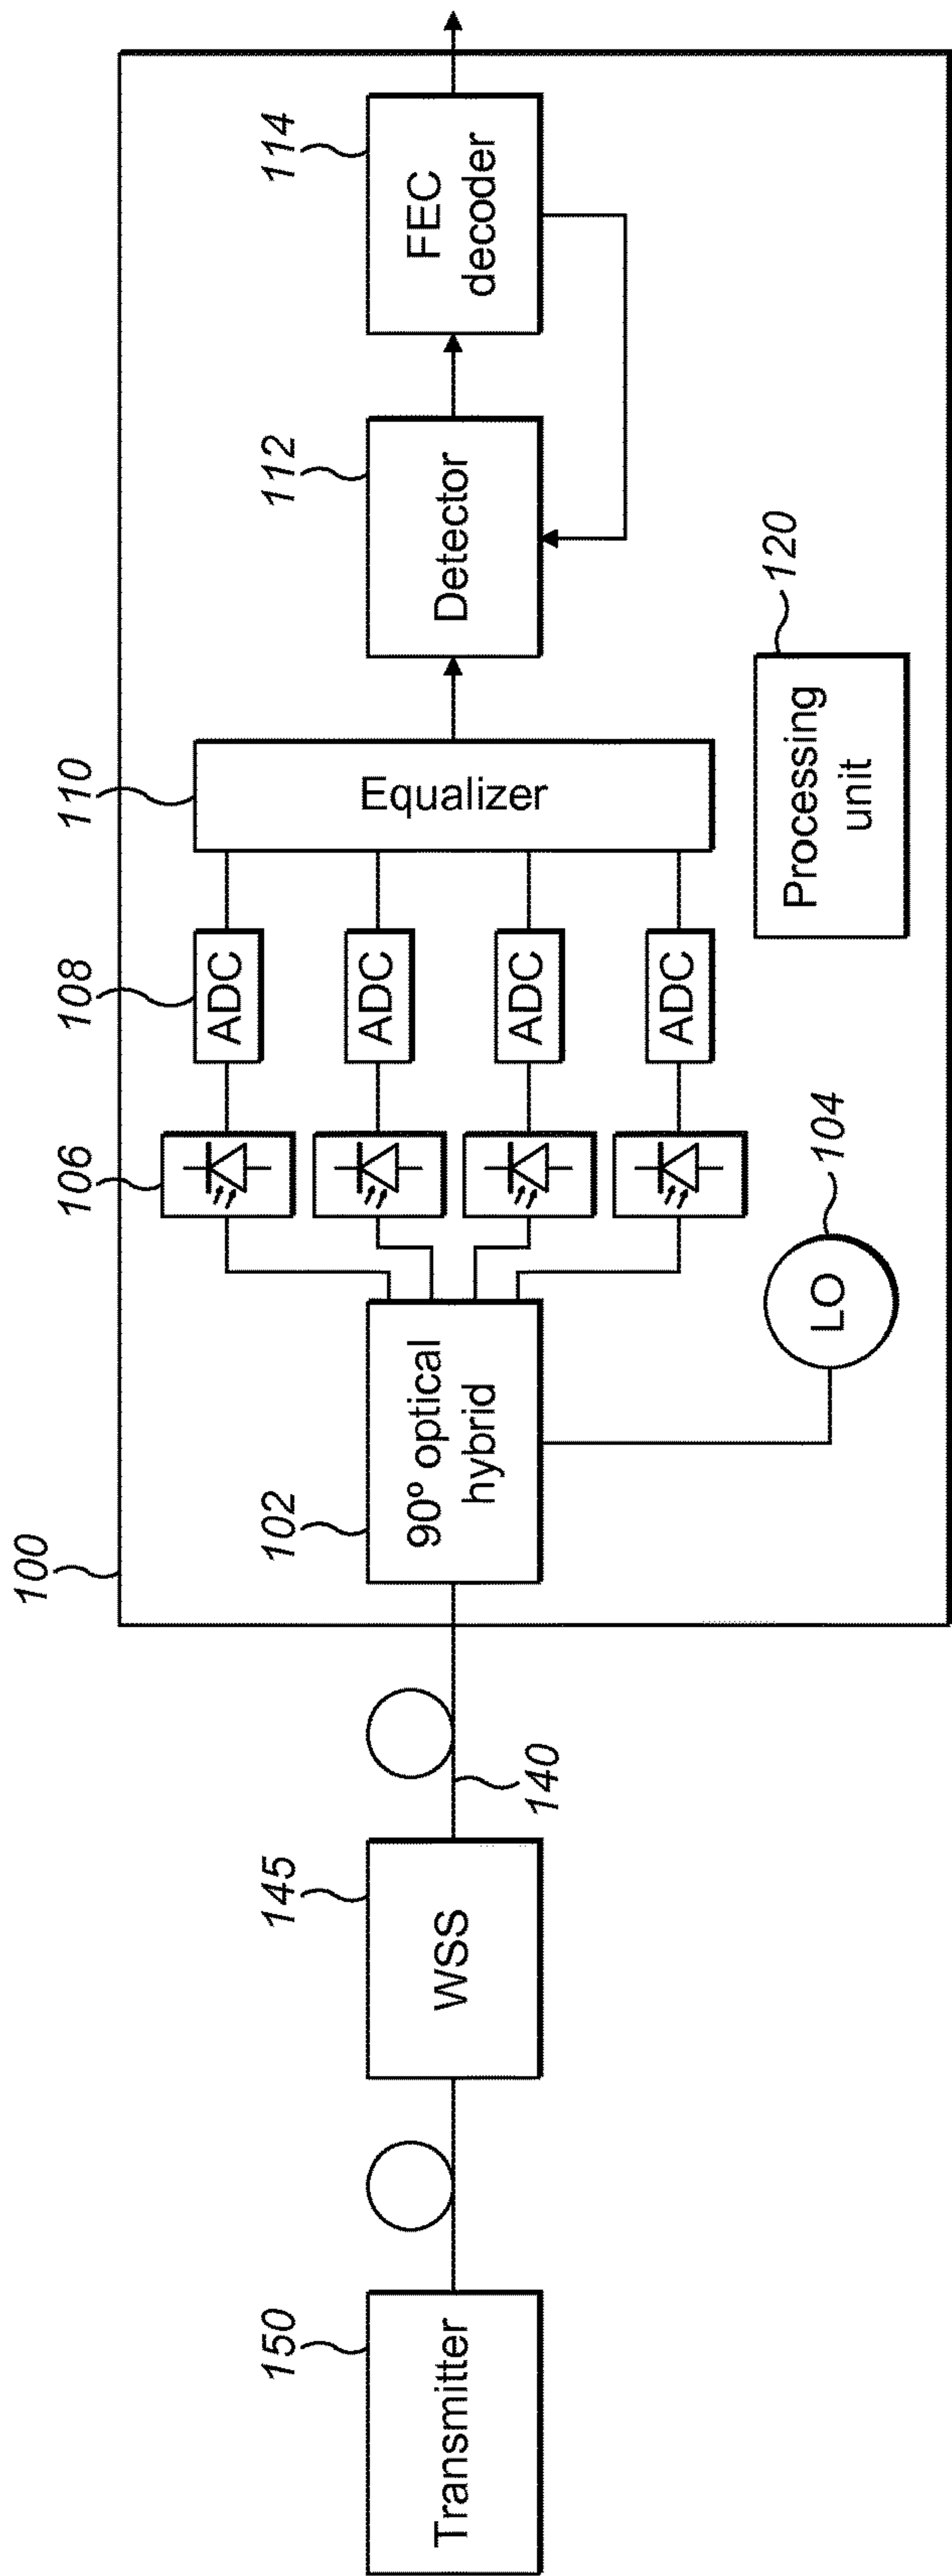 100
150
Transmitter
145
WSS
140
102
90º optical
hybrid
104
LO
106
108
ADC
ADC
ADC
ADC
110
Equalizer
120
Processing
unit
112
Detector
114
FEC
decoder